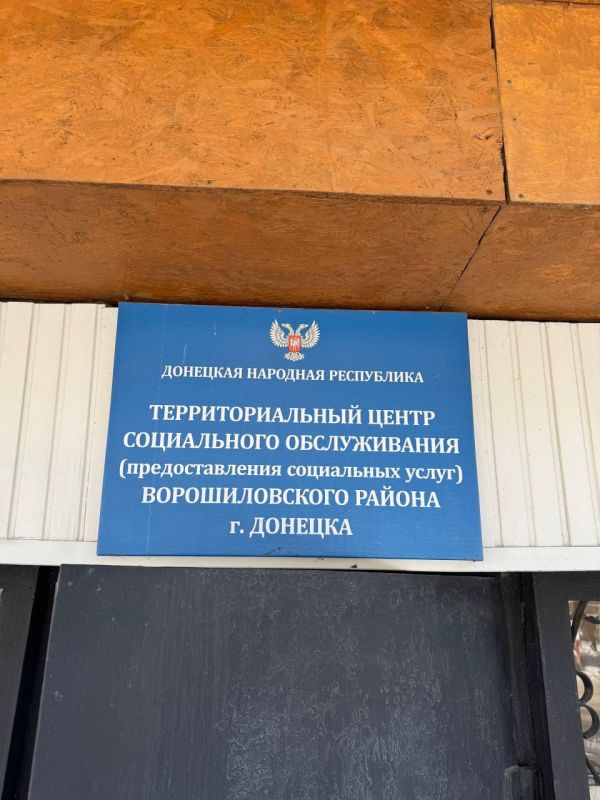 ДОНЕЦКАЯ НАРОДНАЯ РЕСПУБЛИКА
ТЕРРИТОРИАЛЬНЫЙ ЦЕНТР
СОЦИАЛЬНОГО ОБСЛУЖИВАНИЯ
(предоставления социальных услуг)
ВОРОШИЛОВСКОГО РАЙОНА
г. ДОНЕЦКА